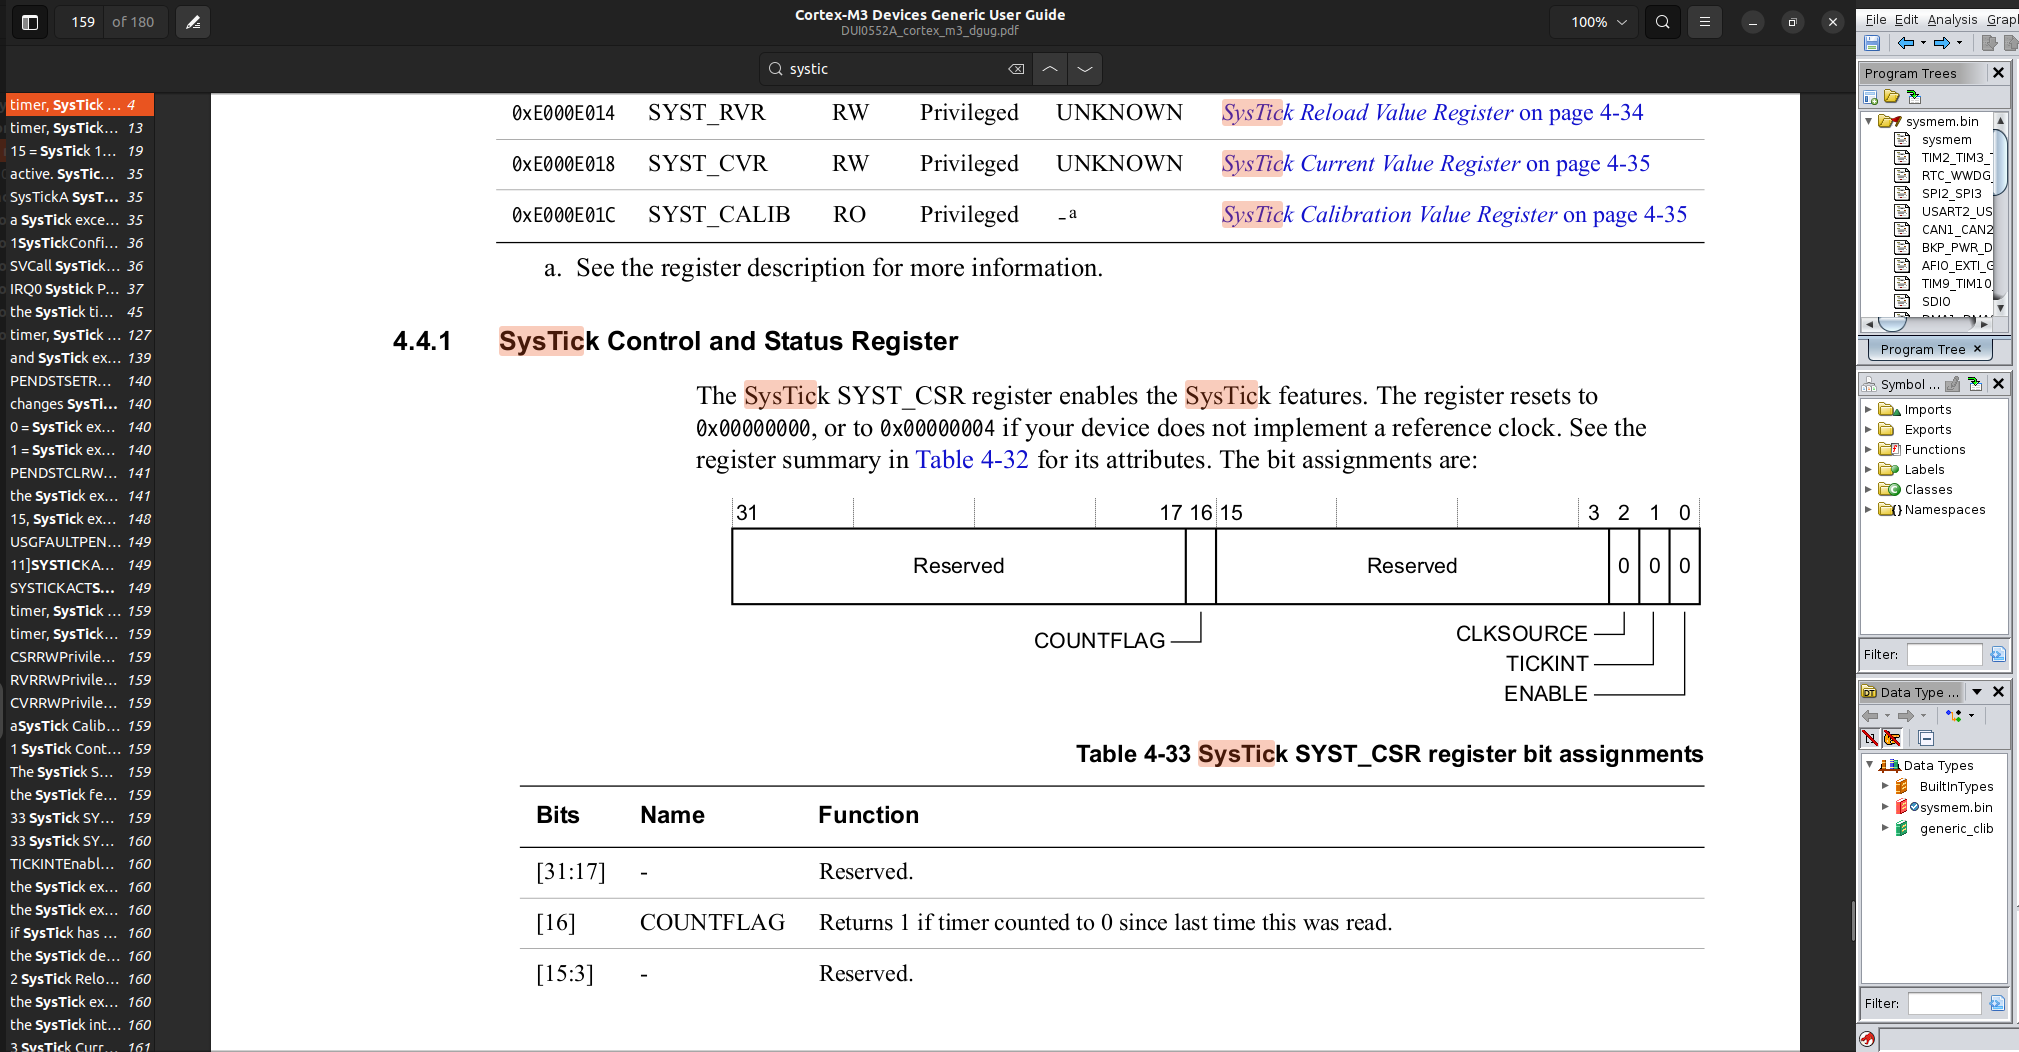 159 of 180
Cortex-M3 Devices Generic User Guide
DUI0552A_cortex_m3_dgug.pdf
100%
systic
timer, SysTick ... 4
timer, SysTick... 13
15 = SysTick 1... 19
active. SysTic... 35
SysTickA SysT... 35
a SysTick exce... 35
1SysTickConfi... 36
SVCall SysTick... 36
IRQ0 Systick P... 37
the SysTick ti... 45
timer, SysTick ... 127
and SysTick ex... 139
PENDSTSETR... 140
changes SysTi... 140
0 = SysTick ex... 140
1 = SysTick ex... 140
PENDSTCLRW... 141
the SysTick ex... 141
15, SysTick ex... 148
USGFAULTPEN... 149
11]SYSTICKA... 149
SYSTICKACTS... 149
timer, SysTick ... 159
timer, SysTick... 159
CSRRWPrivile... 159
RVRRWPrivile... 159
CVRRWPrivile... 159
aSysTick Calib... 159
1 SysTick Cont... 159
The SysTick S... 159
the SysTick fe... 159
33 SysTick SY... 159
33 SysTick SY... 160
TICKINTEnabl... 160
the SysTick ex... 160
the SysTick ex... 160
if SysTick has ... 160
the SysTick de... 160
2 SysTick Relo... 160
the SysTick ex... 160
the SysTick int... 160
3 SysTick Curr... 161
0xE000E014 SYST_RVR RW Privileged UNKNOWN SysTick Reload Value Register on page 4-34
0xE000E018 SYST_CVR RW Privileged UNKNOWN SysTick Current Value Register on page 4-35
0xE000E01C SYST_CALIB RO Privileged -a SysTick Calibration Value Register on page 4-35
a. See the register description for more information.
4.4.1 SysTick Control and Status Register
The SysTick SYST_CSR register enables the SysTick features. The register resets to
0x00000000, or to 0x00000004 if your device does not implement a reference clock. See the
register summary in Table 4-32 for its attributes. The bit assignments are:
31 17 16 15 3 2 1 0
Reserved Reserved 0 0 0
COUNTFLAG CLKSOURCE
TICKINT
ENABLE
Table 4-33 SysTick SYST_CSR register bit assignments
Bits Name Function
[31:17] - Reserved.
[16] COUNTFLAG Returns 1 if timer counted to 0 since last time this was read.
[15:3] - Reserved.
File Edit Analysis Grap
Program Trees
sysmem.bin
sysmem
TIM2_TIM3_
RTC_WWDG_
SPI2_SPI3
USART2_US
CAN1_CAN2
BKP_PWR_D
AFIO_EXTI_G
TIM9_TIM10_
SDIO
Program Tree
Symbol ...
Imports
Exports
Functions
Labels
Classes
Namespaces
Filter:
Data Type ...
Data Types
BuiltInTypes
sysmem.bin
generic_clib
Filter: